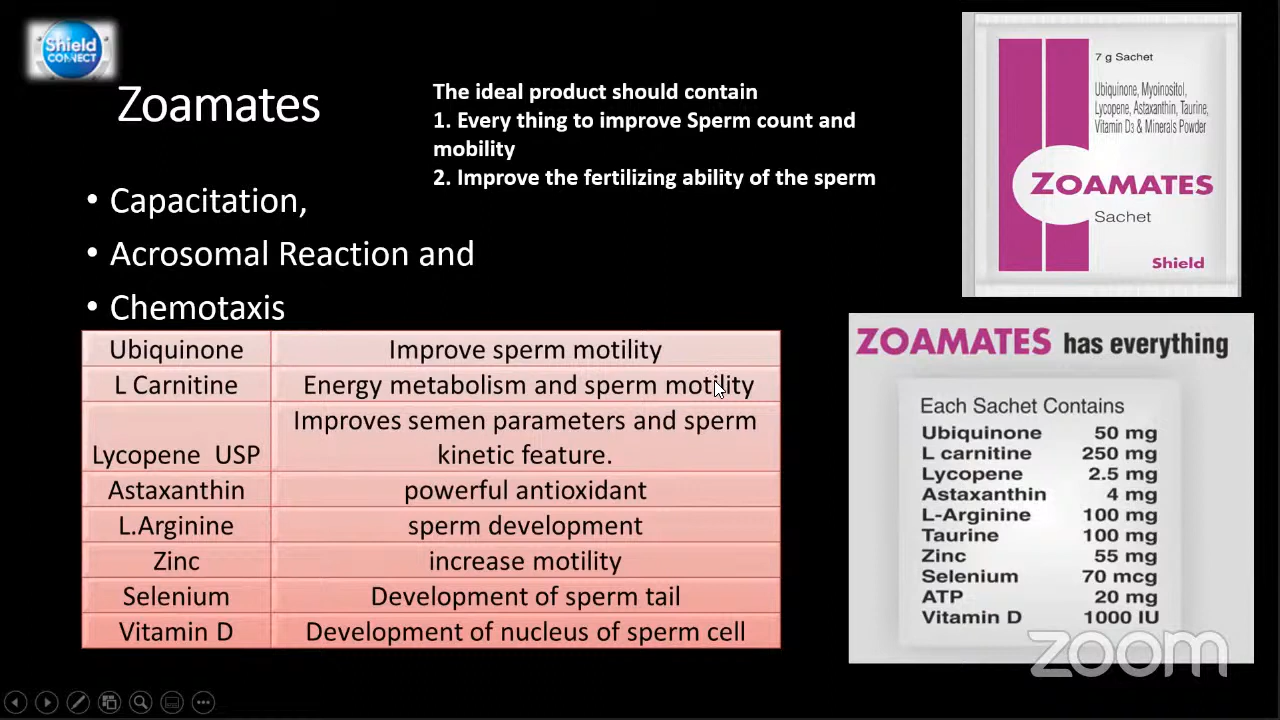 Shield
CONNECT
Zoamates
The ideal product should contain
1. Every thing to improve Sperm count and
mobility
2. Improve the fertilizing ability of the sperm
• Capacitation,
• Acrosomal Reaction and
• Chemotaxis
Ubiquinone Improve sperm motility
L Carnitine Energy metabolism and sperm motility
Lycopene USP Improves semen parameters and sperm
kinetic feature.
Astaxanthin powerful antioxidant
L.Arginine sperm development
Zinc increase motility
Selenium Development of sperm tail
Vitamin D Development of nucleus of sperm cell
7 g Sachet
Ubiquinone, Myoinositol,
Lycopene, Astaxanthin, Taurine,
Vitamin D3 & Minerals Powder
ZOAMATES
Sachet
Shield
ZOAMATES has everything
Each Sachet Contains
Ubiquinone 50 mg
L carnitine 250 mg
Lycopene 2.5 mg
Astaxanthin 4 mg
L-Arginine 100 mg
Taurine 100 mg
Zinc 55 mg
Selenium 70 mcg
ATP 20 mg
Vitamin D 1000 IU
zoom